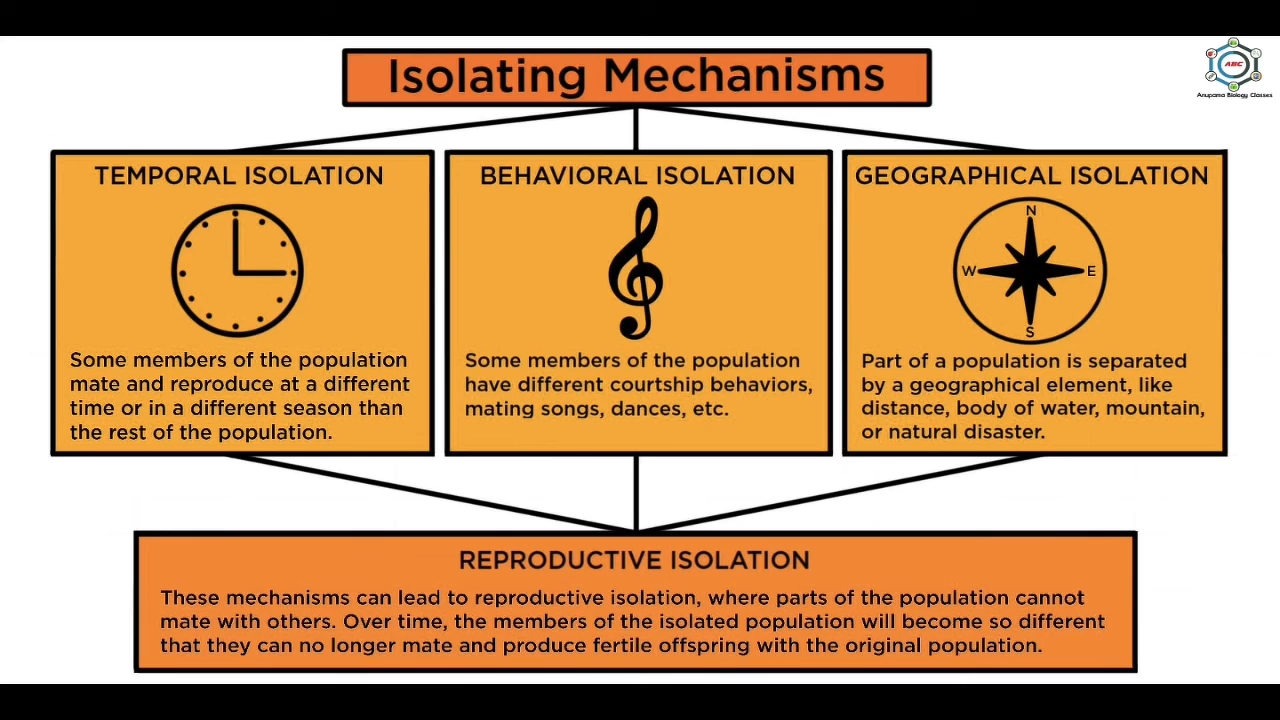 Isolating Mechanisms
ABC
Anupama Biology Classes
TEMPORAL ISOLATION
Some members of the population
mate and reproduce at a different
time or in a different season than
the rest of the population.
BEHAVIORAL ISOLATION
Some members of the population
have different courtship behaviors,
mating songs, dances, etc.
GEOGRAPHICAL ISOLATION
N
W E
S
Part of a population is separated
by a geographical element, like
distance, body of water, mountain,
or natural disaster.
REPRODUCTIVE ISOLATION
These mechanisms can lead to reproductive isolation, where parts of the population cannot
mate with others. Over time, the members of the isolated population will become so different
that they can no longer mate and produce fertile offspring with the original population.